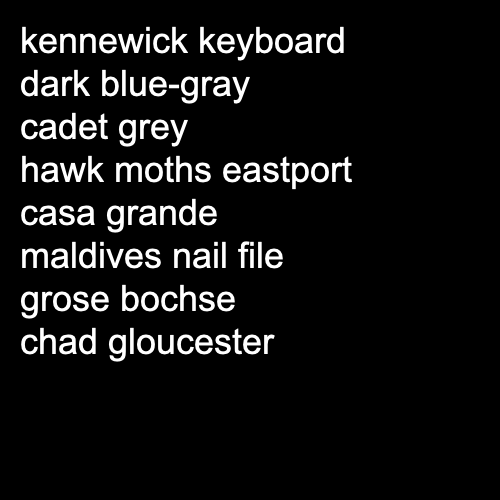 kennewick keyboard
dark blue-gray
cadet grey
hawk moths eastport
casa grande
maldives nail file
grose bochse
chad gloucester